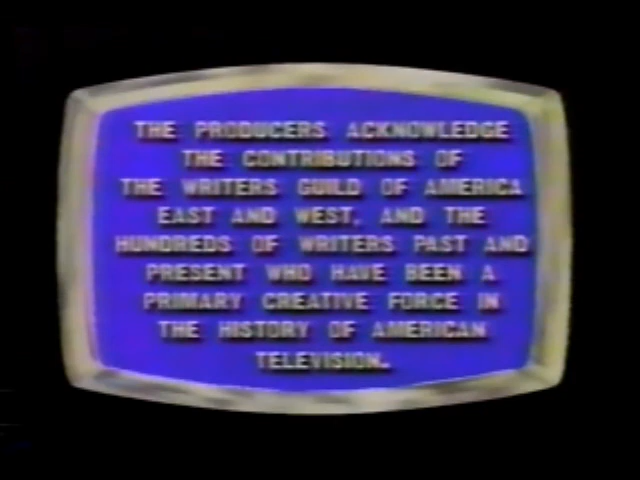 THE PRODUCERS ACKNOWLEDGE
THE CONTRIBUTIONS OF
THE WRITERS GUILD OF AMERICA
EAST AND WEST, AND THE
HUNDREDS OF WRITERS PAST AND
PRESENT WHO HAVE BEEN A
PRIMARY CREATIVE FORCE IN
THE HISTORY OF AMERICAN
TELEVISION.